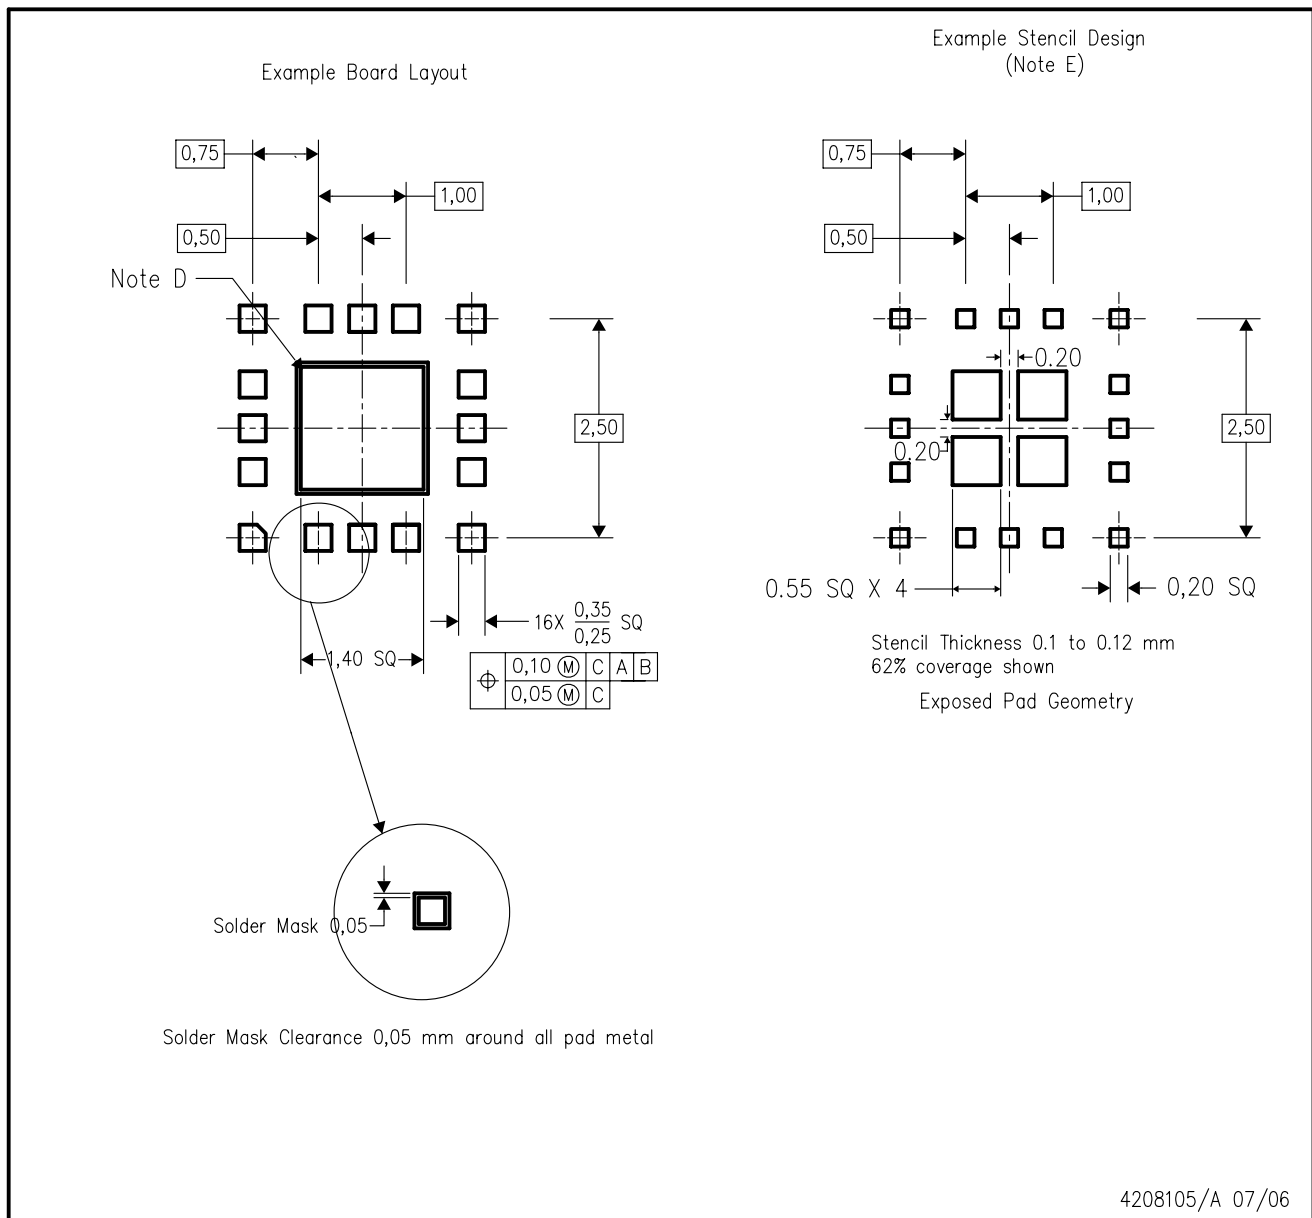 Example Board Layout
0,75
1,00
0,50
Note D
2,50
16X 0,35
0,25 SQ
1,40 SQ
0,10 Ⓜ C A B
0,05 Ⓜ C
Solder Mask 0,05
Solder Mask Clearance 0,05 mm around all pad metal
Example Stencil Design
(Note E)
0,75
1,00
0,50
0.20
2,50
0.20
0.55 SQ X 4
0,20 SQ
Stencil Thickness 0.1 to 0.12 mm
62% coverage shown
Exposed Pad Geometry
4208105/A 07/06